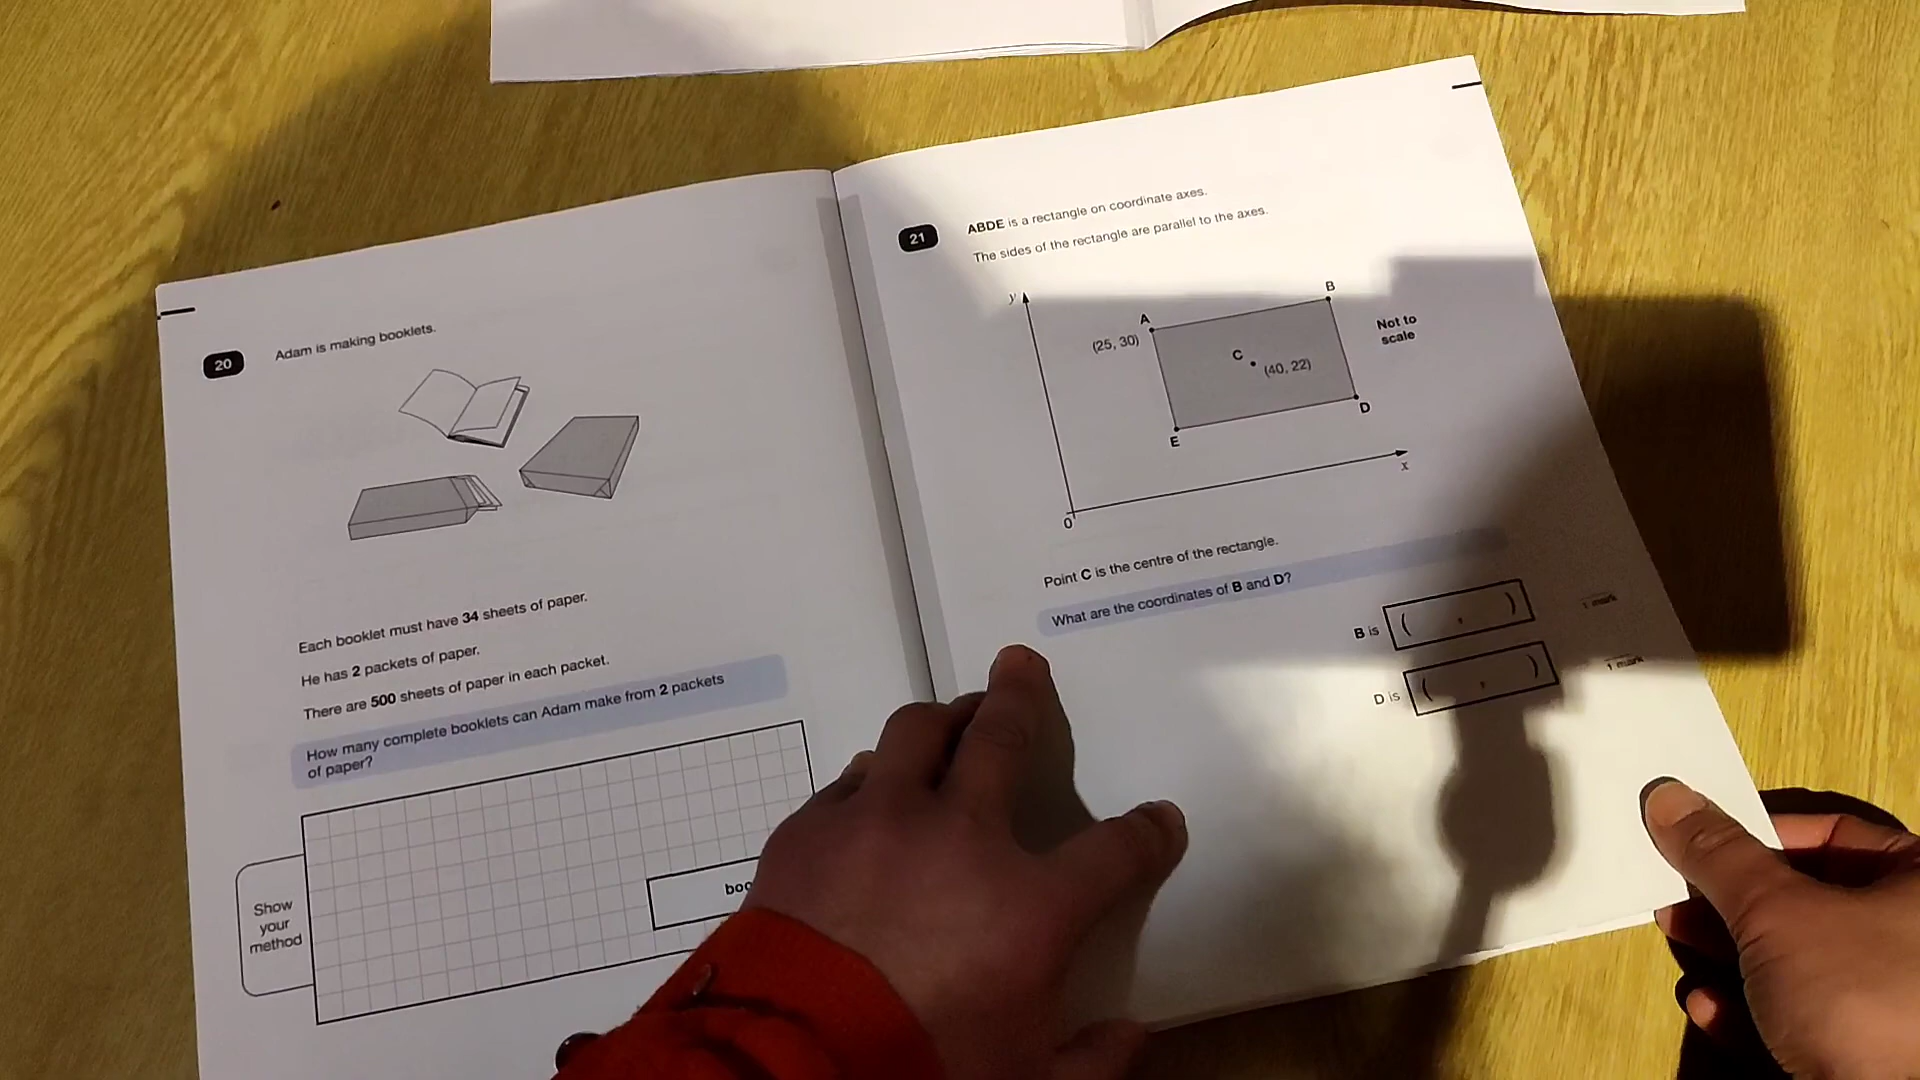 20
Adam is making booklets.
Each booklet must have 34 sheets of paper.
He has 2 packets of paper.
There are 500 sheets of paper in each packet.
How many complete booklets can Adam make from 2 packets
of paper?
Show
your
method
boo
21
ABDE is a rectangle on coordinate axes.
The sides of the rectangle are parallel to the axes.
y
B
A
(25, 30)
Not to
scale
C
(40, 22)
D
E
x
0
Point C is the centre of the rectangle.
What are the coordinates of B and D?
B is ( , )
1 mark
D is ( , )
1 mark